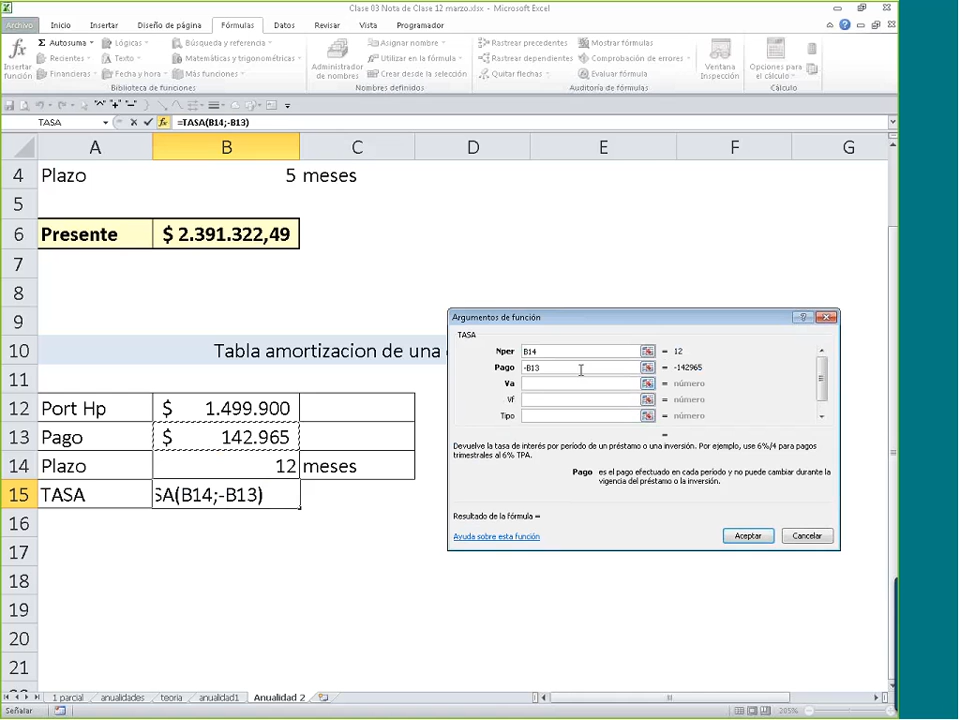 Clase 03 Nota de Clase 12 marzo.xlsx - Microsoft Excel
Archivo Inicio Insertar Diseño de página Fórmulas Datos Revisar Vista Programador
Insertar función
Σ Autosuma
Recientes
Financieras
Lógicas
Texto
Fecha y hora
Búsqueda y referencia
Matemáticas y trigonométricas
Más funciones
Biblioteca de funciones
Administrador de nombres
Asignar nombre
Utilizar en la fórmula
Crear desde la selección
Nombres definidos
Rastrear precedentes
Rastrear dependientes
Quitar flechas
Mostrar fórmulas
Comprobación de errores
Evaluar fórmula
Auditoría de fórmulas
Ventana Inspección
Opciones para el cálculo
Cálculo
TASA =TASA(B14;-B13)
A B C D E F G
4 Plazo 5 meses
5
6 Presente $ 2.391.322,49
7
8
9
10 Tabla amortizacion de una
11
12 Port Hp $ 1.499.900
13 Pago $ 142.965
14 Plazo 12 meses
15 TASA SA(B14;-B13)
16
17
18
19
20
21
Argumentos de función
TASA
Nper B14 = 12
Pago -B13 = -142965
Va = número
Vf = número
Tipo = número
=
Devuelve la tasa de interés por período de un préstamo o una inversión. Por ejemplo, use 6%/4 para pagos
trimestrales al 6% TPA.
Pago es el pago efectuado en cada período y no puede cambiar durante la
vigencia del préstamo o la inversión.
Resultado de la fórmula =
Ayuda sobre esta función
Aceptar Cancelar
1 parcial anualidades teoria anualidad1 Anualidad 2
Señalar 205%